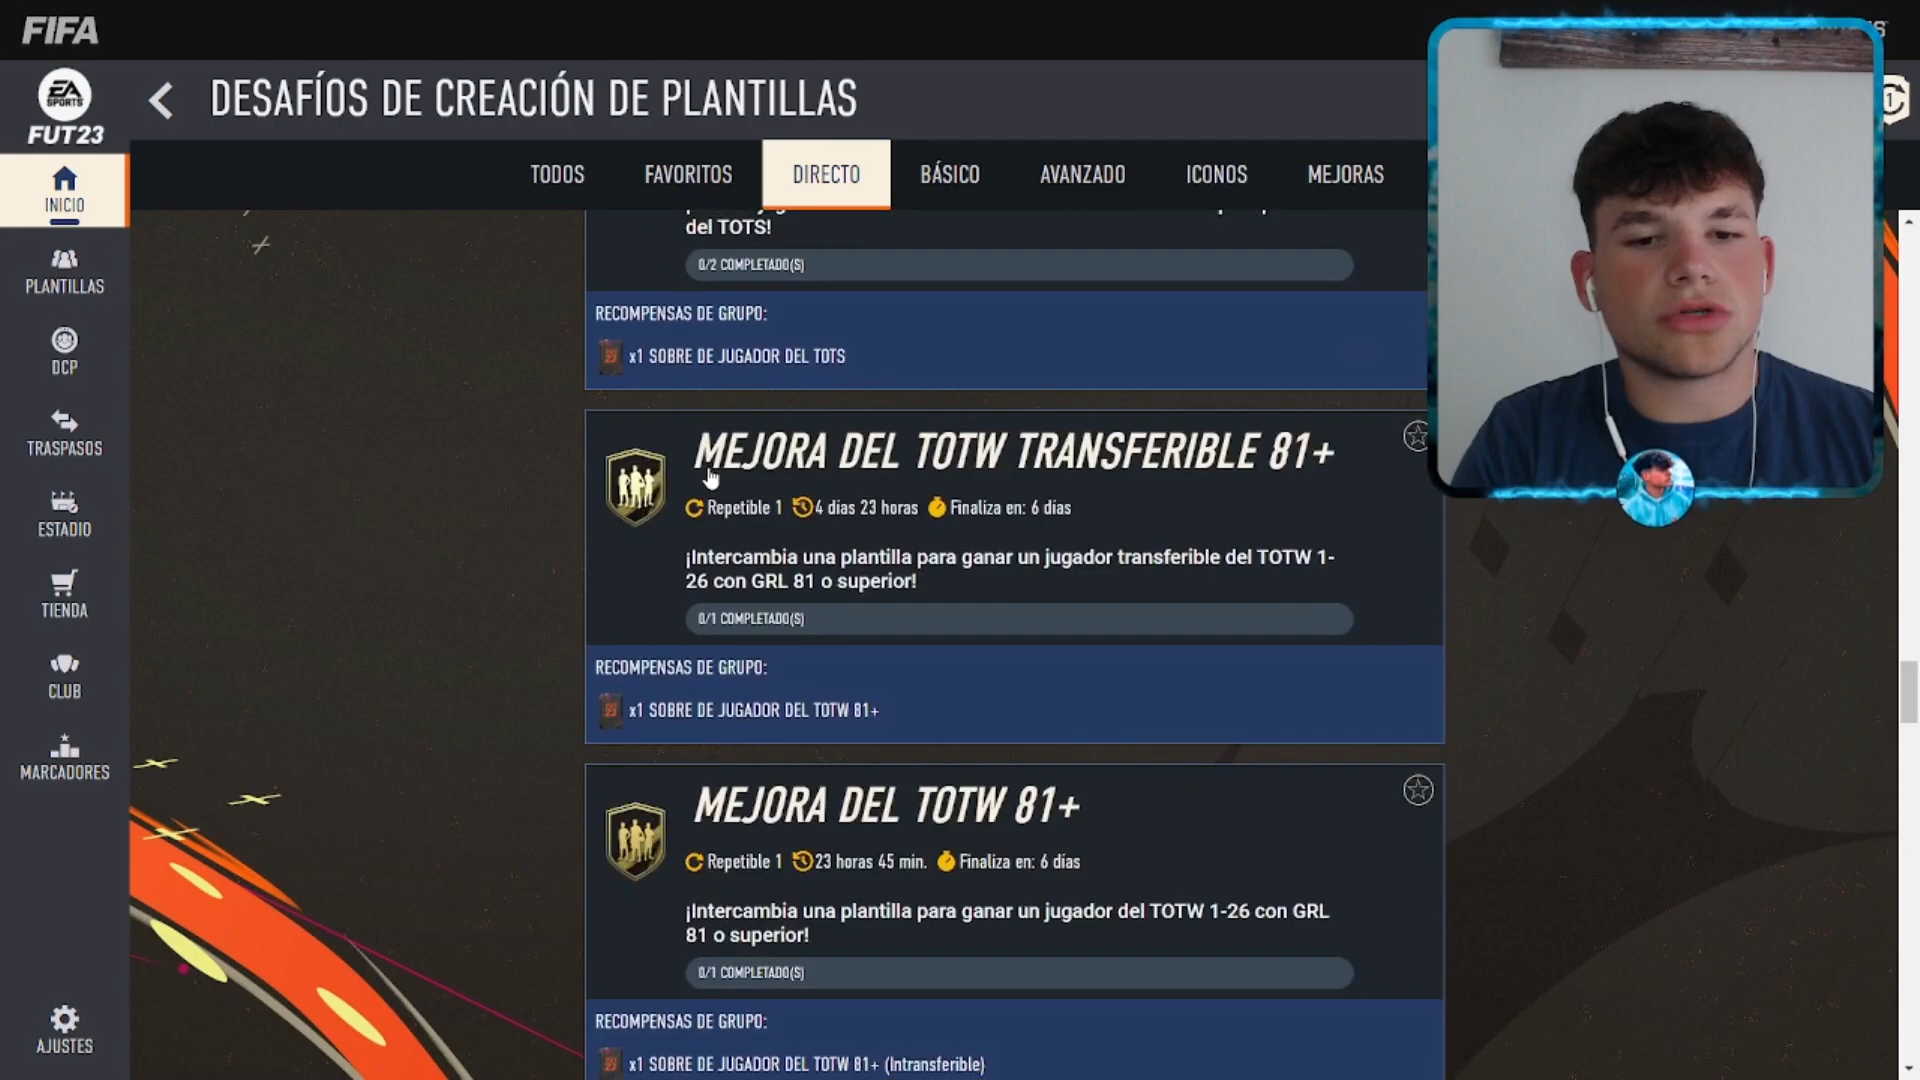 FIFA
EA SPORTS
FUT23
DESAFÍOS DE CREACIÓN DE PLANTILLAS
TODOS
FAVORITOS
DIRECTO
BÁSICO
AVANZADO
ICONOS
MEJORAS
INICIO
PLANTILLAS
DCP
TRASPASOS
ESTADIO
TIENDA
CLUB
MARCADORES
AJUSTES
del TOTS!
0/2 COMPLETADO(S)
RECOMPENSAS DE GRUPO:
x1 SOBRE DE JUGADOR DEL TOTS
MEJORA DEL TOTW TRANSFERIBLE 81+
Repetible 1 4 días 23 horas Finaliza en: 6 días
¡Intercambia una plantilla para ganar un jugador transferible del TOTW 1-
26 con GRL 81 o superior!
0/1 COMPLETADO(S)
RECOMPENSAS DE GRUPO:
x1 SOBRE DE JUGADOR DEL TOTW 81+
MEJORA DEL TOTW 81+
Repetible 1 23 horas 45 min. Finaliza en: 6 días
¡Intercambia una plantilla para ganar un jugador del TOTW 1-26 con GRL
81 o superior!
0/1 COMPLETADO(S)
RECOMPENSAS DE GRUPO:
x1 SOBRE DE JUGADOR DEL TOTW 81+ (Intransferible)